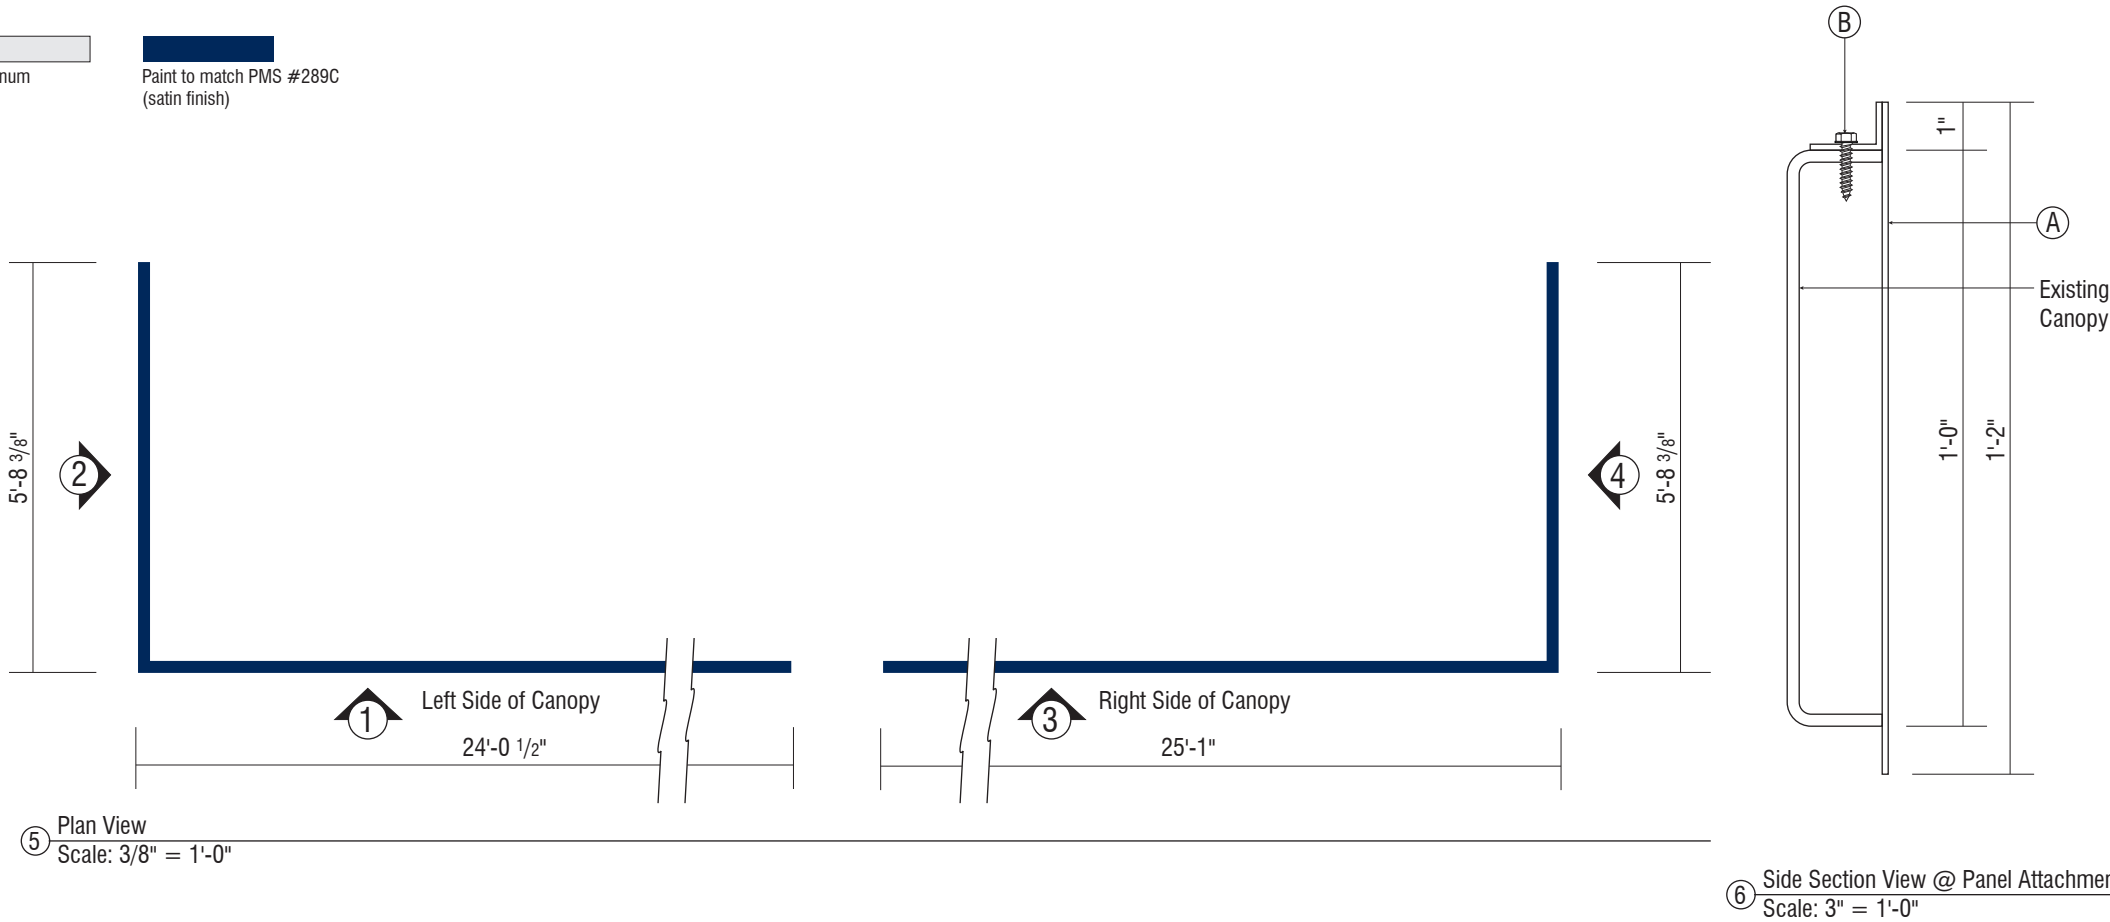 Paint to match PMS #289C
(satin finish)
B
1"
A
Existing
Canopy
5'-8 3/8"
2
4
5'-8 3/8"
1'-0"
1'-2"
1
Left Side of Canopy
3
Right Side of Canopy
24'-0 1/2"
25'-1"
5
Plan View
Scale: 3/8" = 1'-0"
6
Side Section View @ Panel
Scale: 3" = 1'-0"